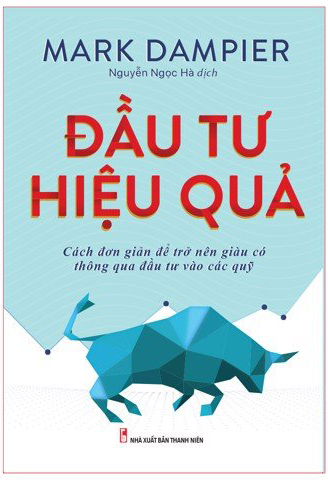 MARK DAMPIER
Nguyễn Ngọc Hà dịch
ĐẦU TƯ
HIỆU QUẢ
Cách đơn giản để trở nên giàu có
thông qua đầu tư vào các quỹ
NHÀ XUẤT BẢN THANH NIÊN